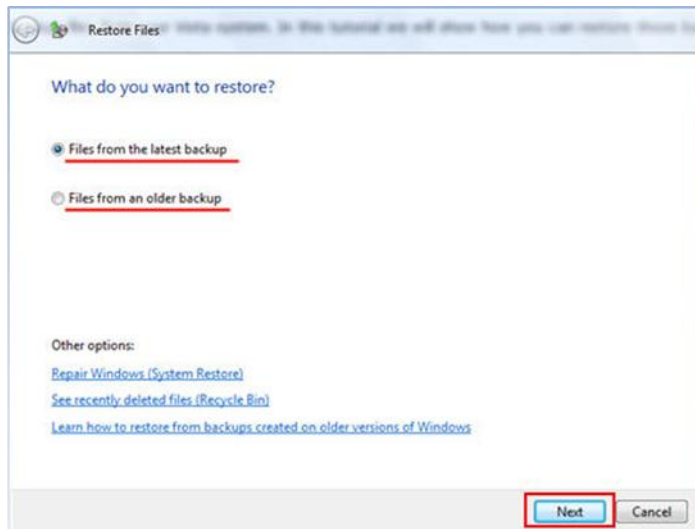 Restore Files
What do you want to restore?
Files from the latest backup
Files from an older backup
Other options:
Repair Windows (System Restore)
See recently deleted files (Recycle Bin)
Learn how to restore from backups created on older versions of Windows
Next Cancel